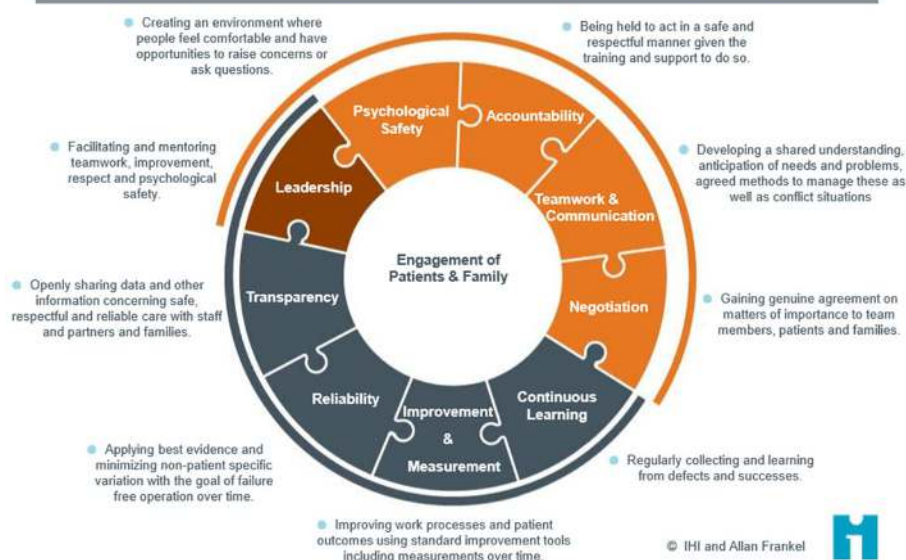 Creating an environment where
people feel comfortable and have
opportunities to raise concerns or
ask questions.
Being held to act in a safe and
respectful manner given the
training and support to do so.
Psychological
Safety
Accountability
Facilitating and mentoring
teamwork, improvement,
respect and psychological
safety.
Leadership
Teamwork &
Communication
Developing a shared understanding,
anticipation of needs and problems,
agreed methods to manage these as
well as conflict situations
Engagement of
Patients & Family
Openly sharing data and other
information concerning safe,
respectful and reliable care with staff
and partners and families.
Transparency
Negotiation
Gaining genuine agreement on
matters of importance to team
members, patients and families.
Reliability
Improvement
&
Measurement
Continuous
Learning
Applying best evidence and
minimizing non-patient specific
variation with the goal of failure
free operation over time.
Regularly collecting and learning
from defects and successes.
Improving work processes and patient
outcomes using standard improvement tools
including measurements over time.
© IHI and Allan Frankel